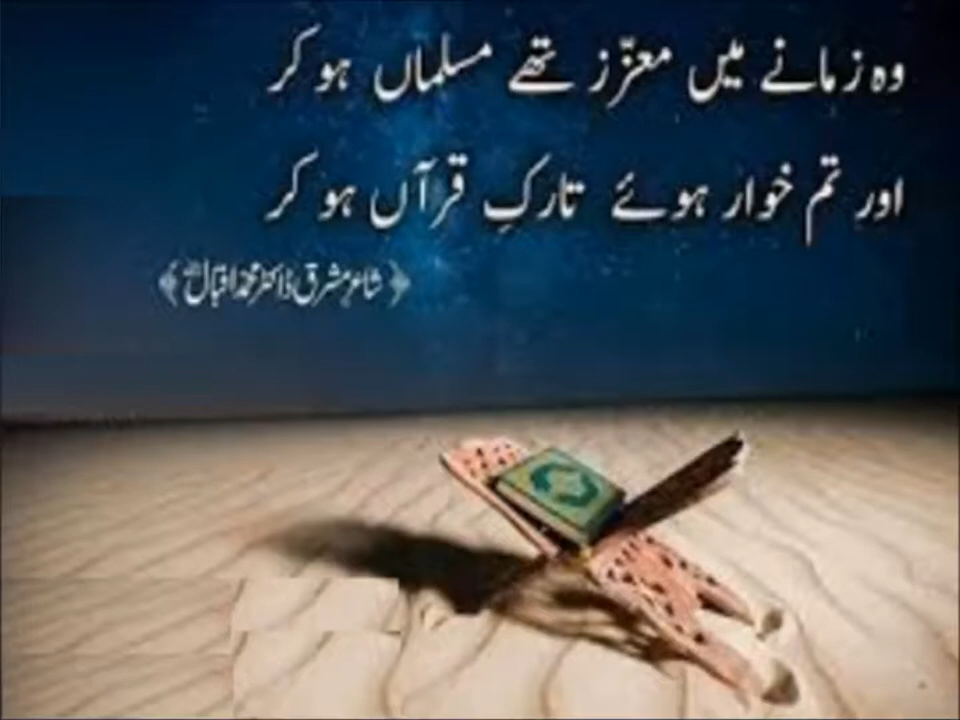 وہ زمانے میں معزّز تھے مسلماں ہو کر
اور تم خوار ہوئے تارکِ قرآں ہو کر
﴿شاعرِ مشرق ڈاکٹر محمد اقبالؒ﴾